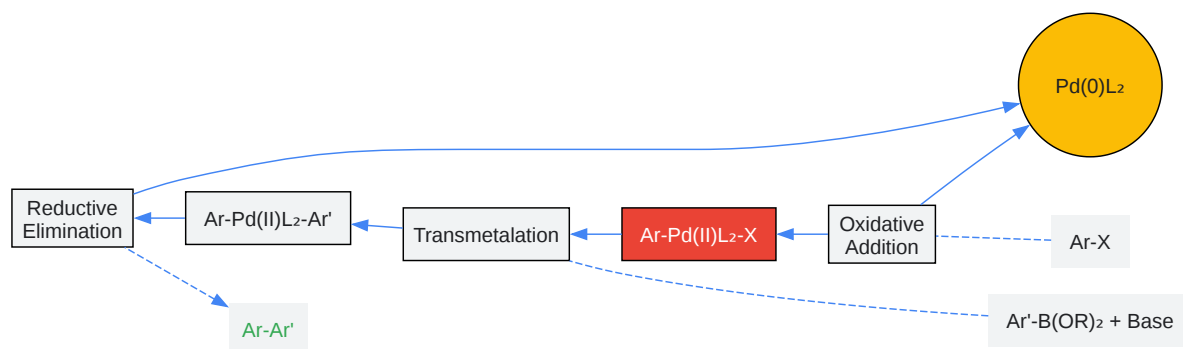 Pd(0)L₂
Reductive
Elimination
Ar-Pd(II)L₂-Ar'
Transmetalation
Ar-Pd(II)L₂-X
Oxidative
Addition
Ar-X
Ar-Ar'
Ar'-B(OR)₂ + Base